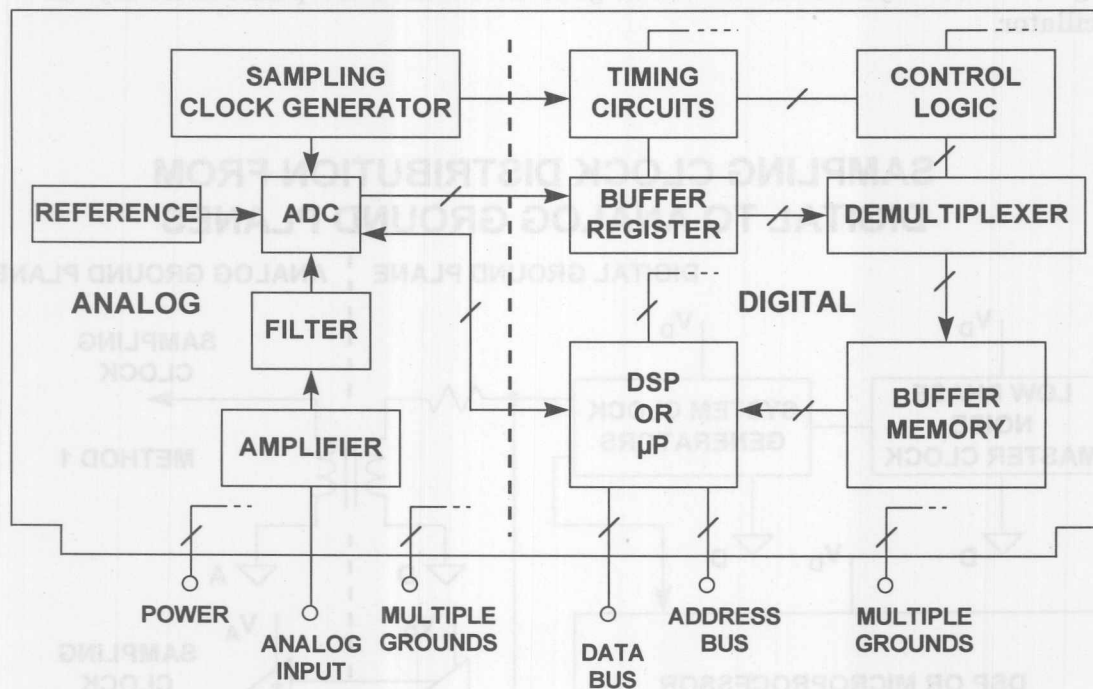 SAMPLING
CLOCK GENERATOR
TIMING
CIRCUITS
CONTROL
LOGIC
REFERENCE
ADC
BUFFER
REGISTER
DEMULTIPLEXER
ANALOG
DIGITAL
FILTER
DSP
OR
µP
BUFFER
MEMORY
AMPLIFIER
POWER
ANALOG
INPUT
MULTIPLE
GROUNDS
DATA
BUS
ADDRESS
BUS
MULTIPLE
GROUNDS